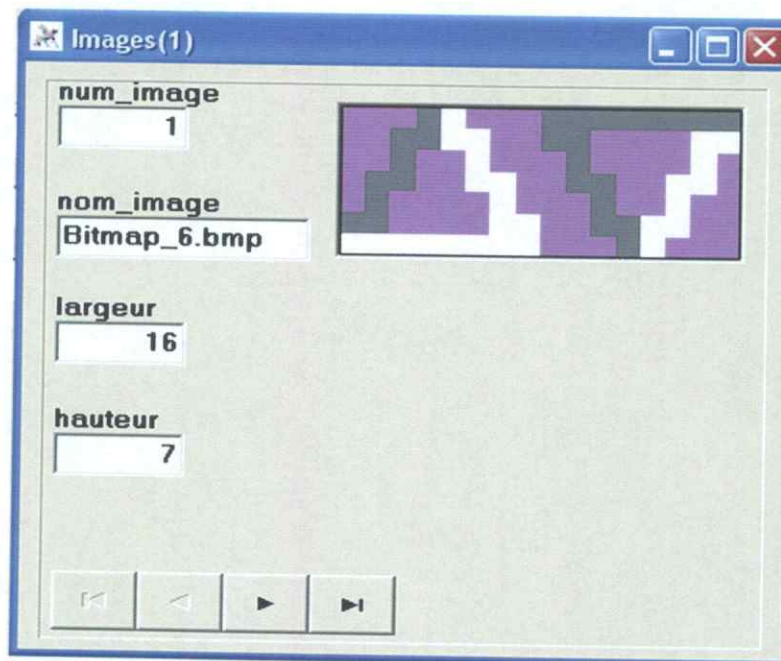 Images(1)
num_image
1
nom_image
Bitmap_6.bmp
largeur
16
hauteur
7